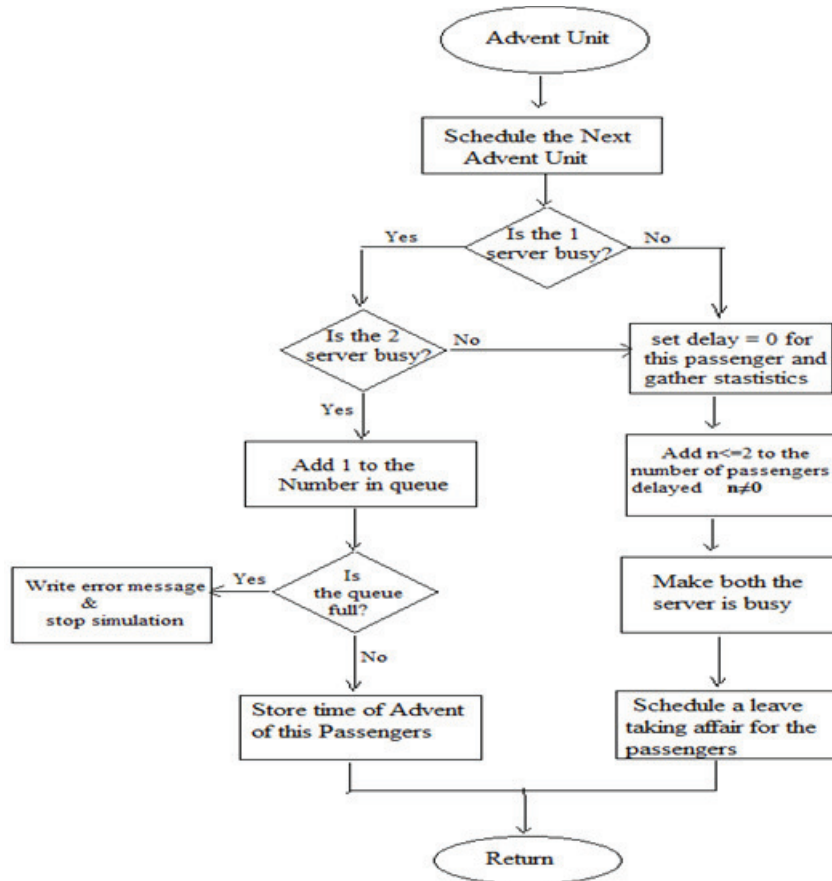 Advent Unit
Schedule the Next
Advent Unit
Is the 1
server busy?
Yes
No
Is the 2
server busy?
No
Yes
set delay = 0 for
this passenger and
gather stastistics
Add 1 to the
Number in queue
Add n<=2 to the
number of passengers
delayed n≠0
Is
the queue
full?
Yes
No
Write error message
&
stop simulation
Make both the
server is busy
Store time of Advent
of this Passengers
Schedule a leave
taking affair for the
passengers
Return